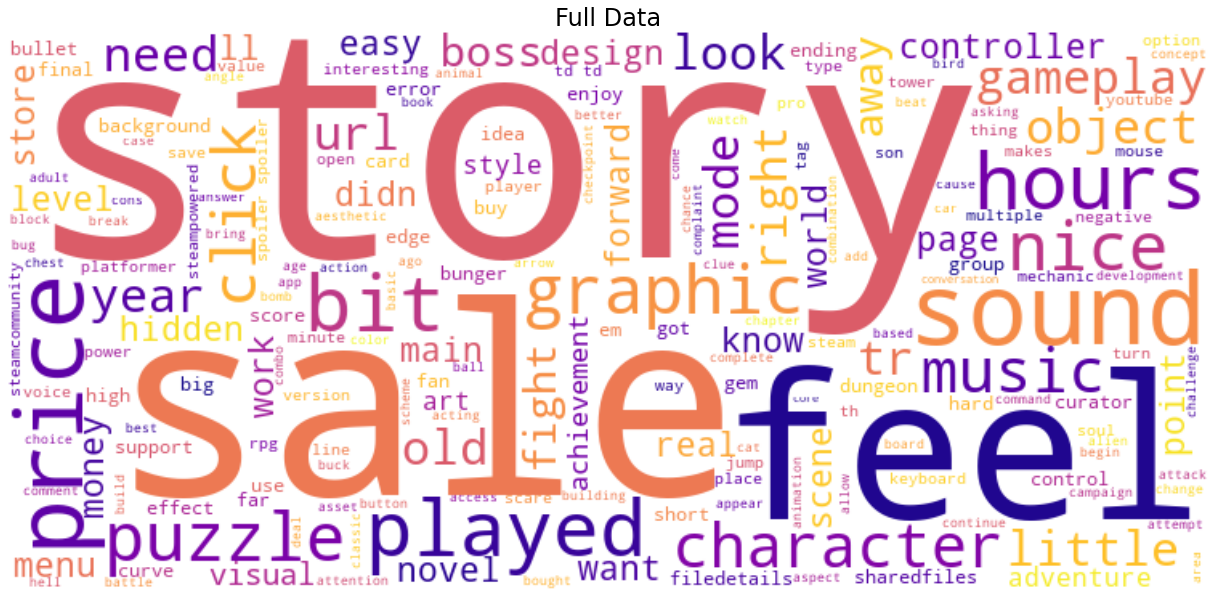 Full Data
bullet
need
ll
easy
boss
design
look
ending
controller
option
final
value
interesting
animal
td td
type
bird
concept
store
angle
error
book
enjoy
away
tower
gameplay
story
background
case
save
click
spoiler
spoiler
url
open
card
idea
style
player
buy
better
checkpoint
forward
pro
watch
right
tag
mode
beat
youtube
asking
thing
object
son
makes
mouse
adult
level
cons
block
break
answer
bring
steampowered
didn
aesthetic
edge
come
chance
complaint
world
combination
car
cause
hours
multiple
negative
add
page
nice
bug
chest
platformer
age
app
action
ago
basic
bunger
arrow
clue
group
conversation
mechanic
development
steamcommunity
price
year
bomb
bit
graphic
sound
hidden
score
minute
color
em
got
know
chapter
steam
based
power
work
combo
main
ball
achievement
fight
complete
tr
music
turn
challenge
point
voice
high
big
version
fan
scheme
art
acting
sale
way
gem
core
dungeon
feel
th
hard
command
curator
choice
best
money
support
rpg
line
buck
old
real
cat
jump
place
scene
board
keyboard
soul
alien
begin
control
attack
comment
build
effect
far
use
asset
button
access
scare
building
appear
animation
allow
campaign
change
puzzle
deal
classic
played
short
character
continue
attempt
little
menu
hell
curve
battle
visual
attention
novel
bought
want
filedetails
aspect
sharedfiles
adventure
area